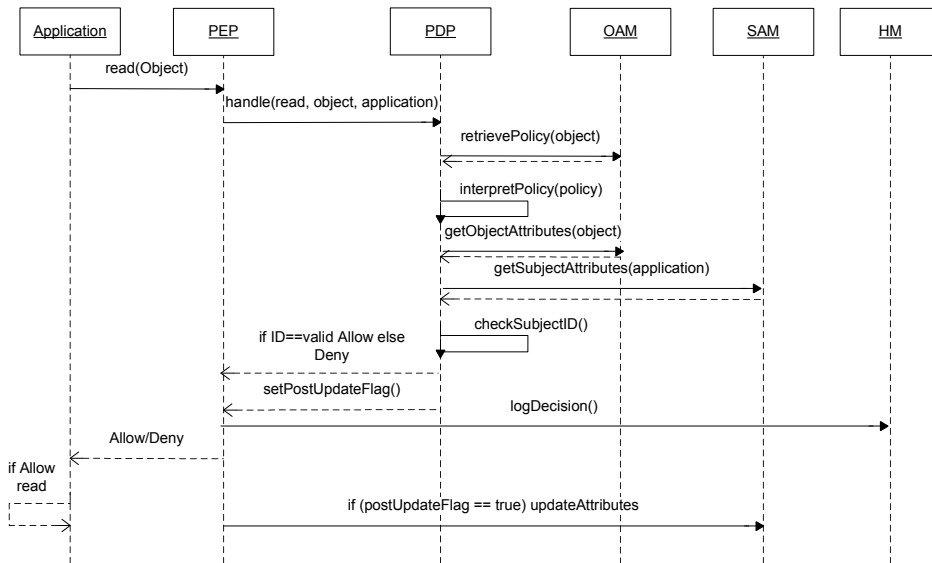 Application
PEP
PDP
OAM
SAM
HM
read(Object)
handle(read, object, application)
retrievePolicy(object)
interpretPolicy(policy)
getObjectAttributes(object)
getSubjectAttributes(application)
checkSubjectID()
if ID==valid Allow else
Deny
setPostUpdateFlag()
logDecision()
Allow/Deny
if Allow
read
if (postUpdateFlag == true) updateAttributes